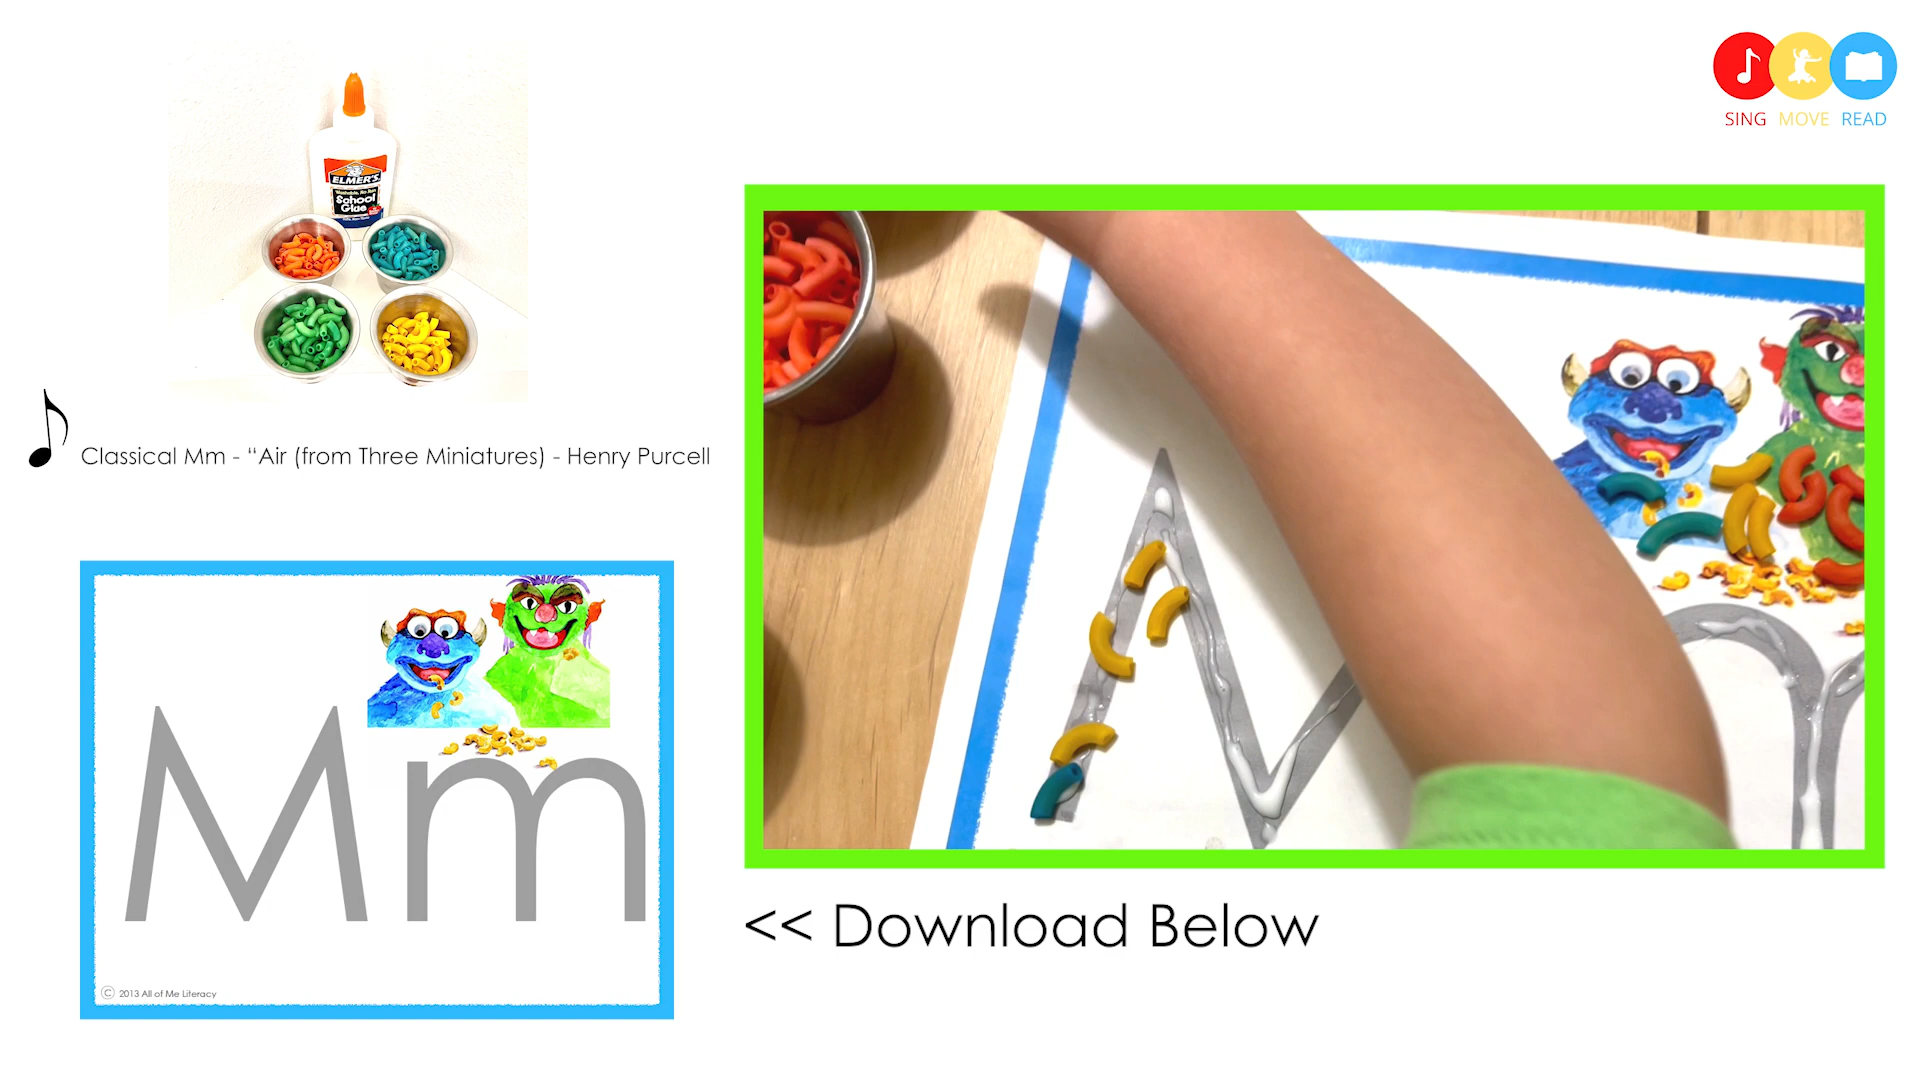 SING MOVE READ
ELMER'S
School
Glue
Classical Mm - “Air (from Three Miniatures) - Henry Purcell
Mm
© 2013 All of Me Literacy
<< Download Below